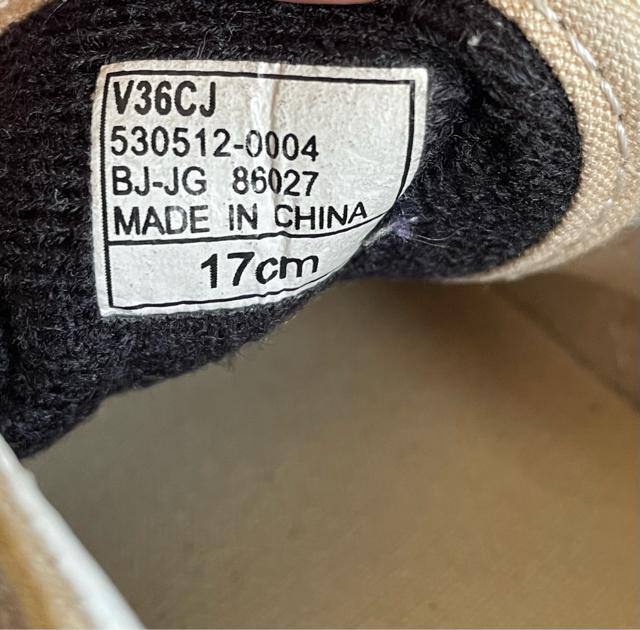 V36CJ
530512-0004
BJ-JG 86027
MADE IN CHINA
17cm